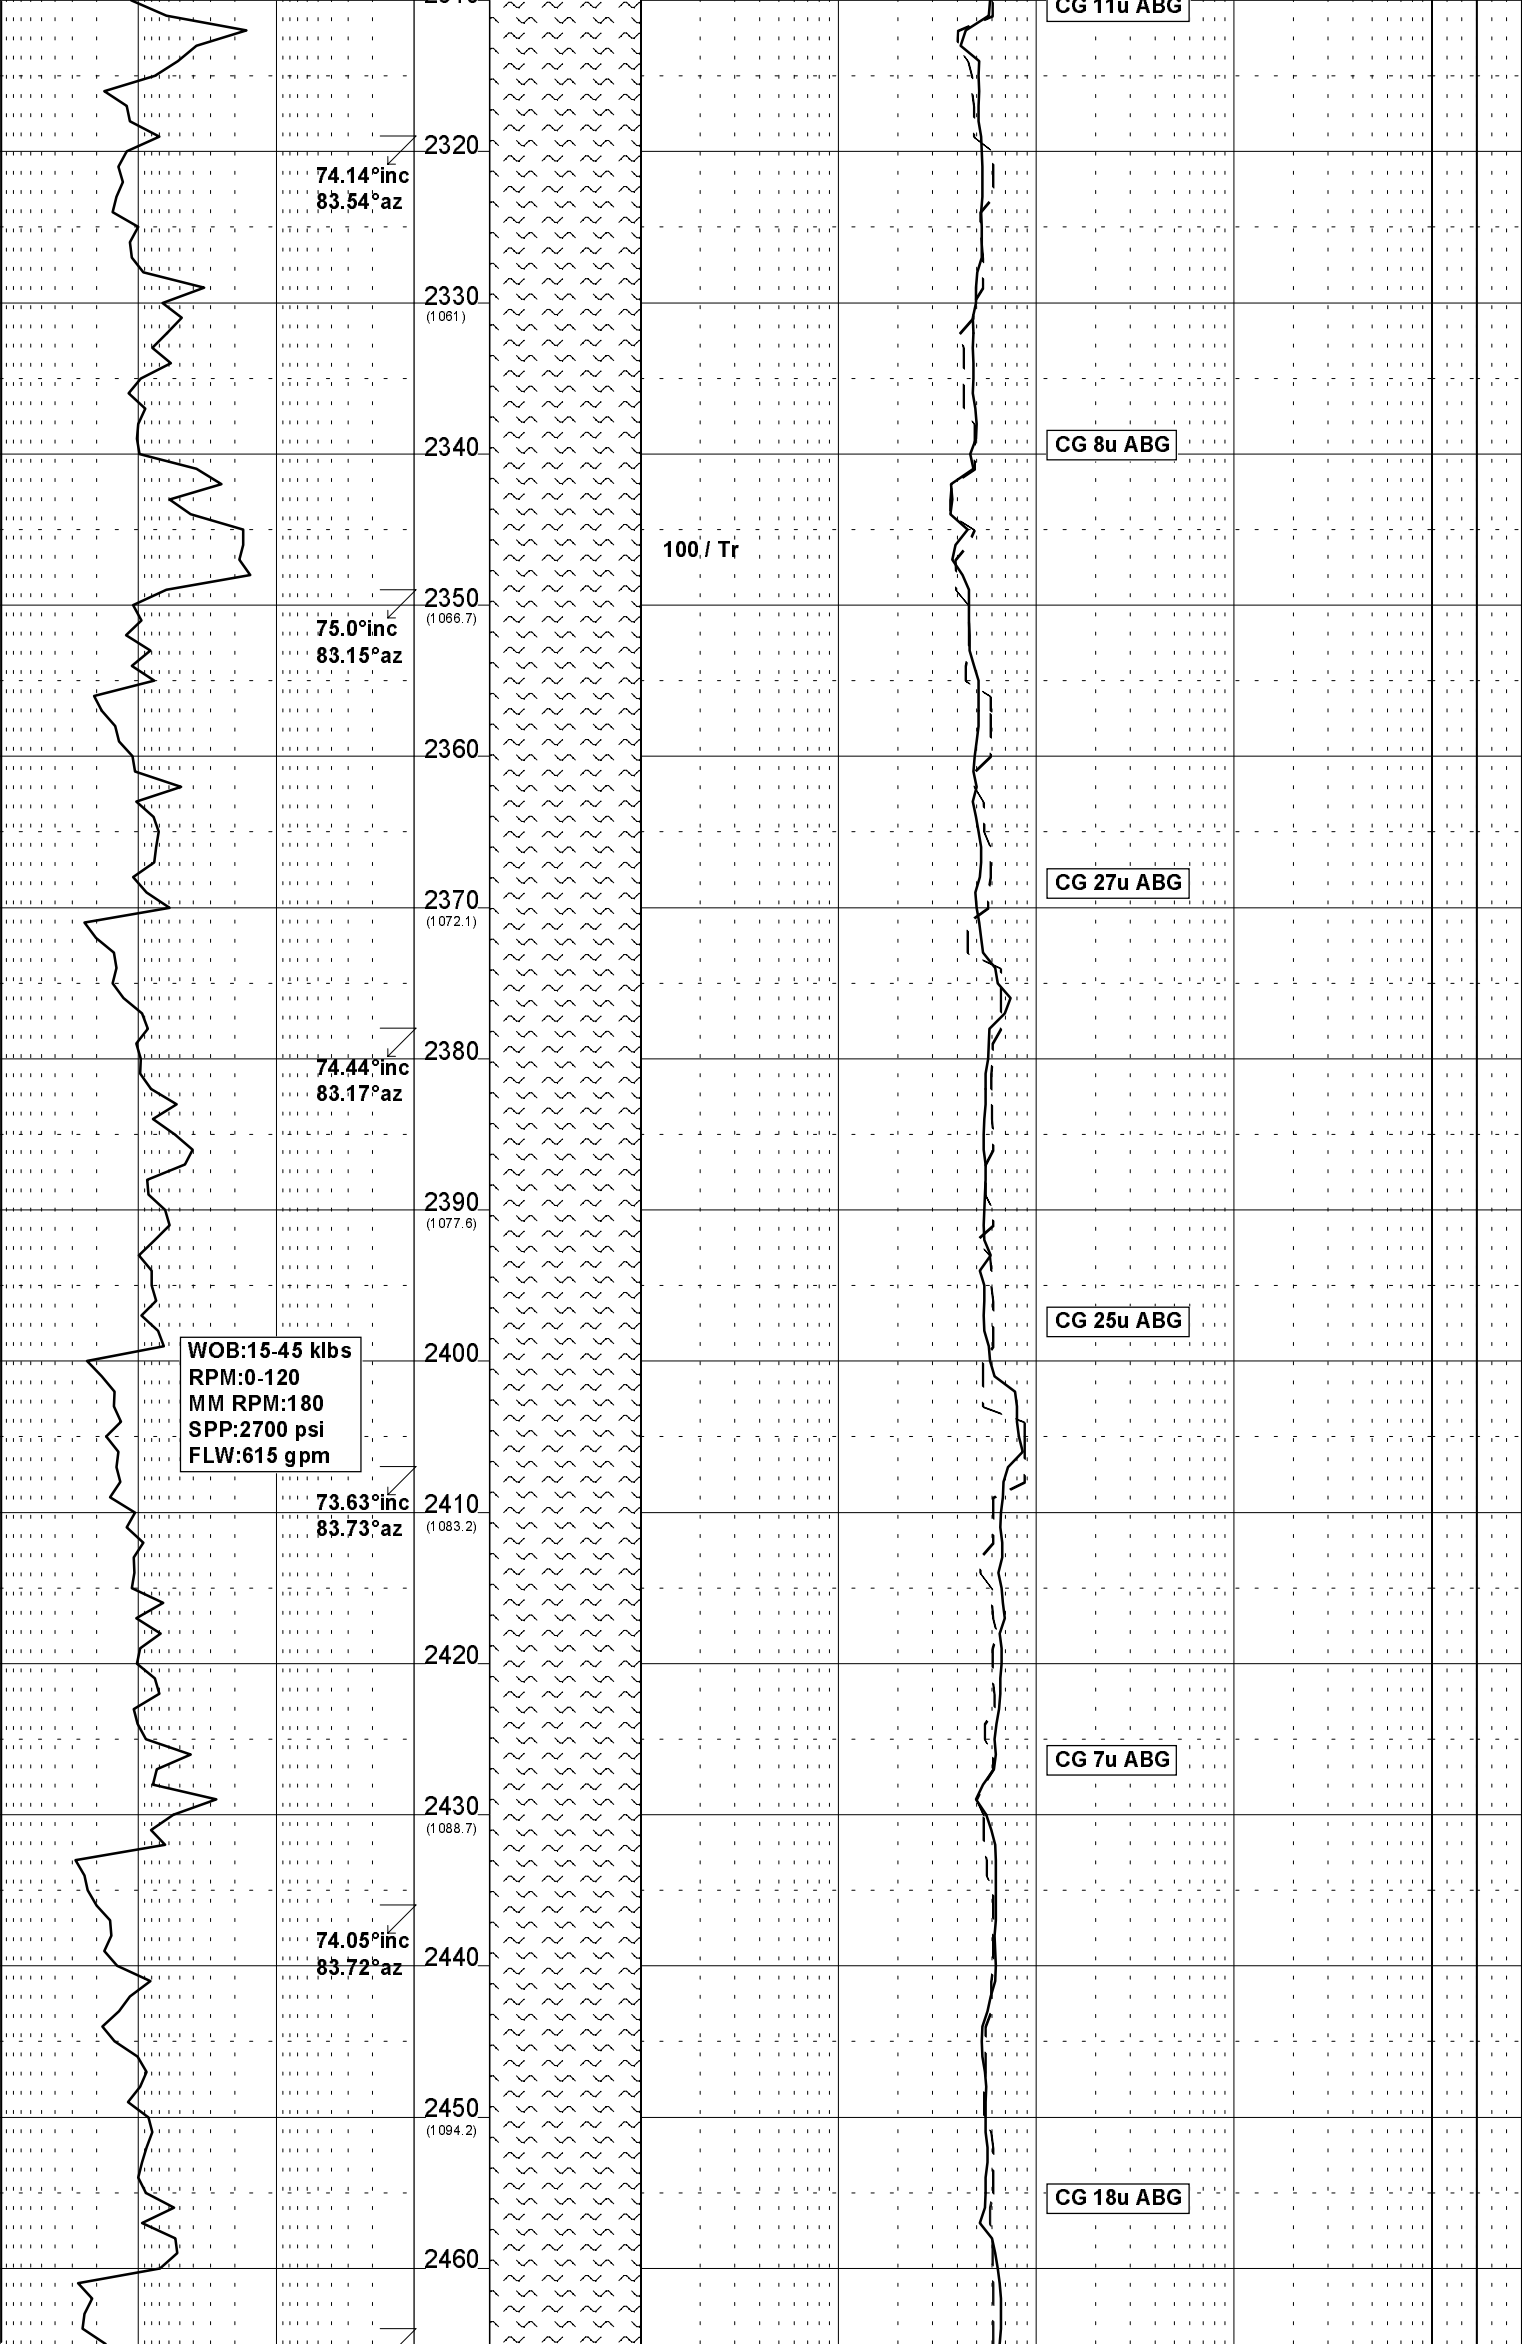 CG 11u ABG
2320
74.14°inc
83.54°az
2330
(1061)
2340
CG 8u ABG
100 / Tr
2350
(1066.7)
75.0°inc
83.15°az
2360
CG 27u ABG
2370
(1072.1)
2380
74.44°inc
83.17°az
2390
(1077.6)
CG 25u ABG
WOB:15-45 klbs
2400
RPM:0-120
MM RPM:180
SPP:2700 psi
FLW:615 gpm
73.63°inc
2410
83.73°az
(1083.2)
2420
CG 7u ABG
2430
(1088.7)
74.05°inc
2440
83.72°az
2450
(1094.2)
CG 18u ABG
2460